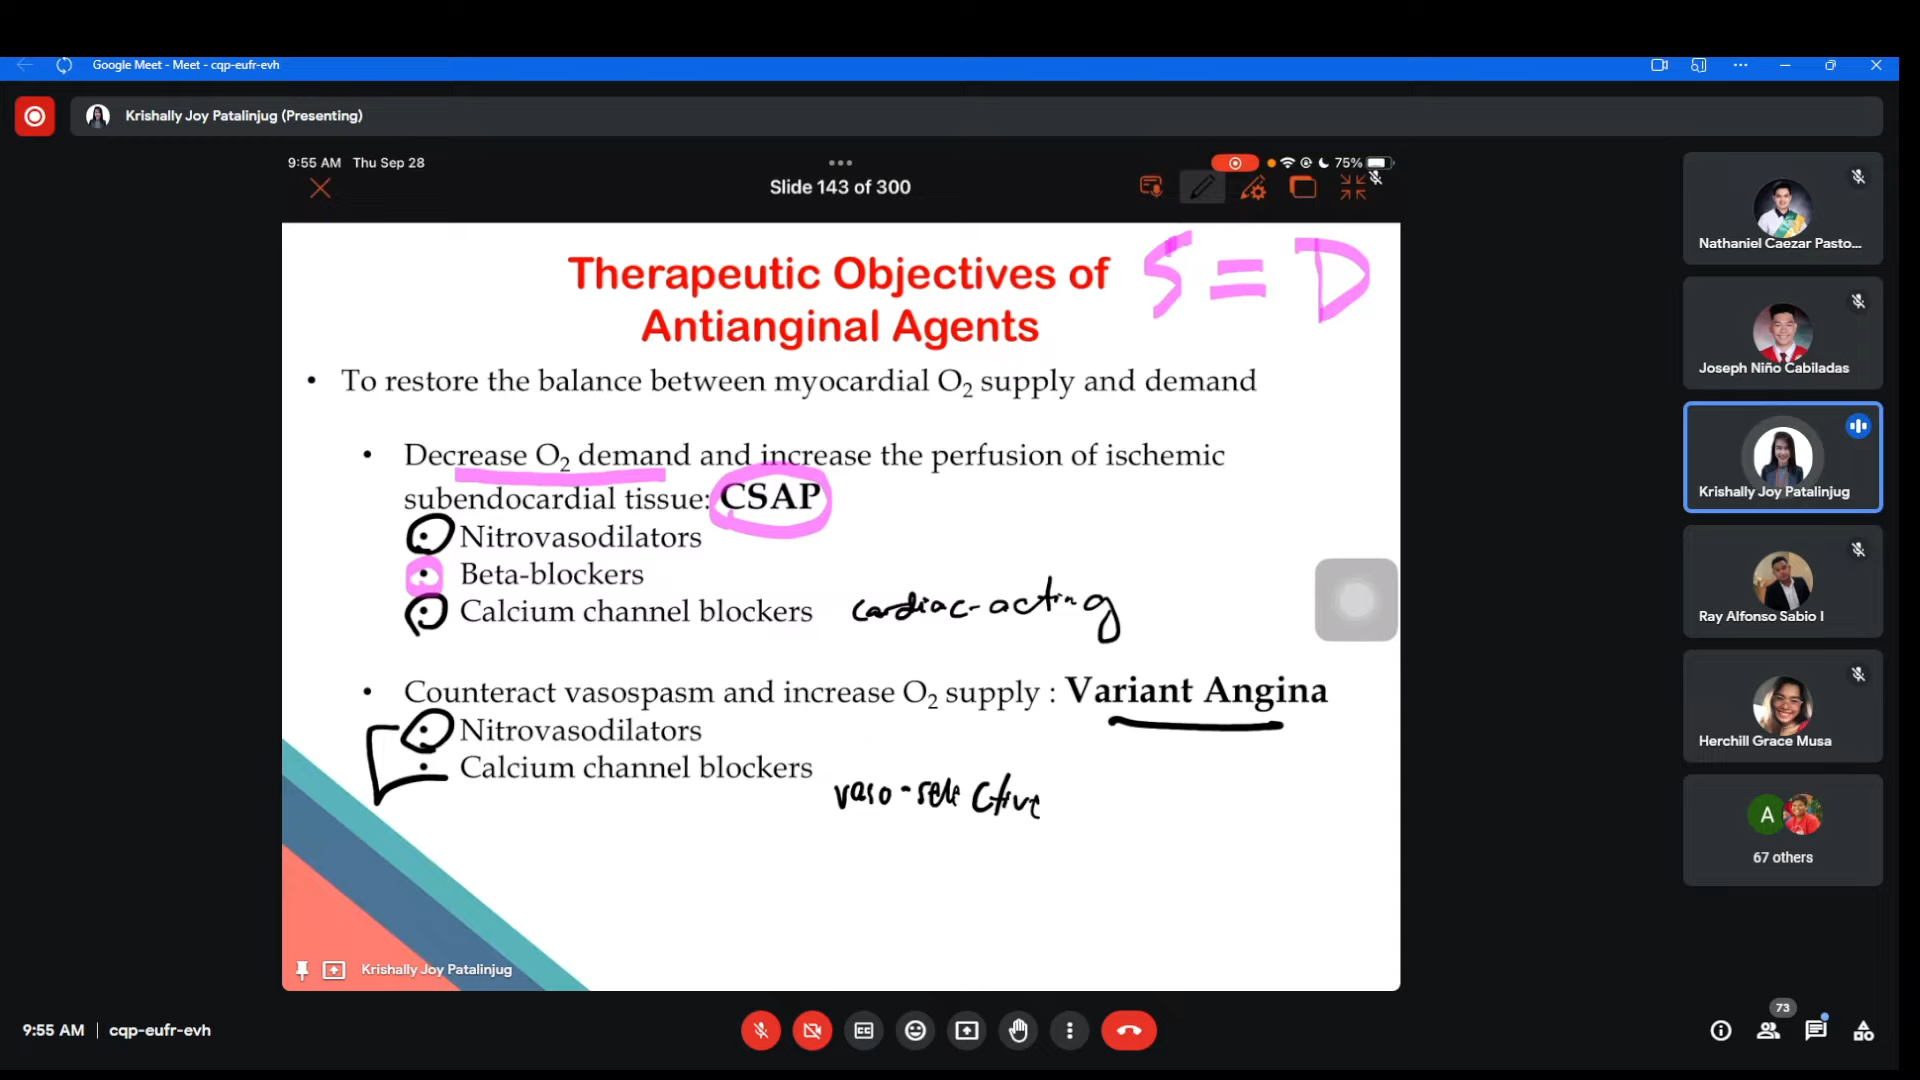 Google Meet - Meet - cqp-eufr-evh
Krishally Joy Patalinjug (Presenting)
9:55 AM Thu Sep 28
75%
Slide 143 of 300
Therapeutic Objectives of
Antianginal Agents
S = D
• To restore the balance between myocardial O₂ supply and demand
• Decrease O₂ demand and increase the perfusion of ischemic
subendocardial tissue: CSAP
• Nitrovasodilators
• Beta-blockers
• Calcium channel blockers cardiac-acting
• Counteract vasospasm and increase O₂ supply : Variant Angina
• Nitrovasodilators
• Calcium channel blockers
vaso-selective
Krishally Joy Patalinjug
Nathaniel Caezar Pasto...
Joseph Niño Cabiladas
Krishally Joy Patalinjug
Ray Alfonso Sabio I
Herchill Grace Musa
A
67 others
9:55 AM | cqp-eufr-evh
73